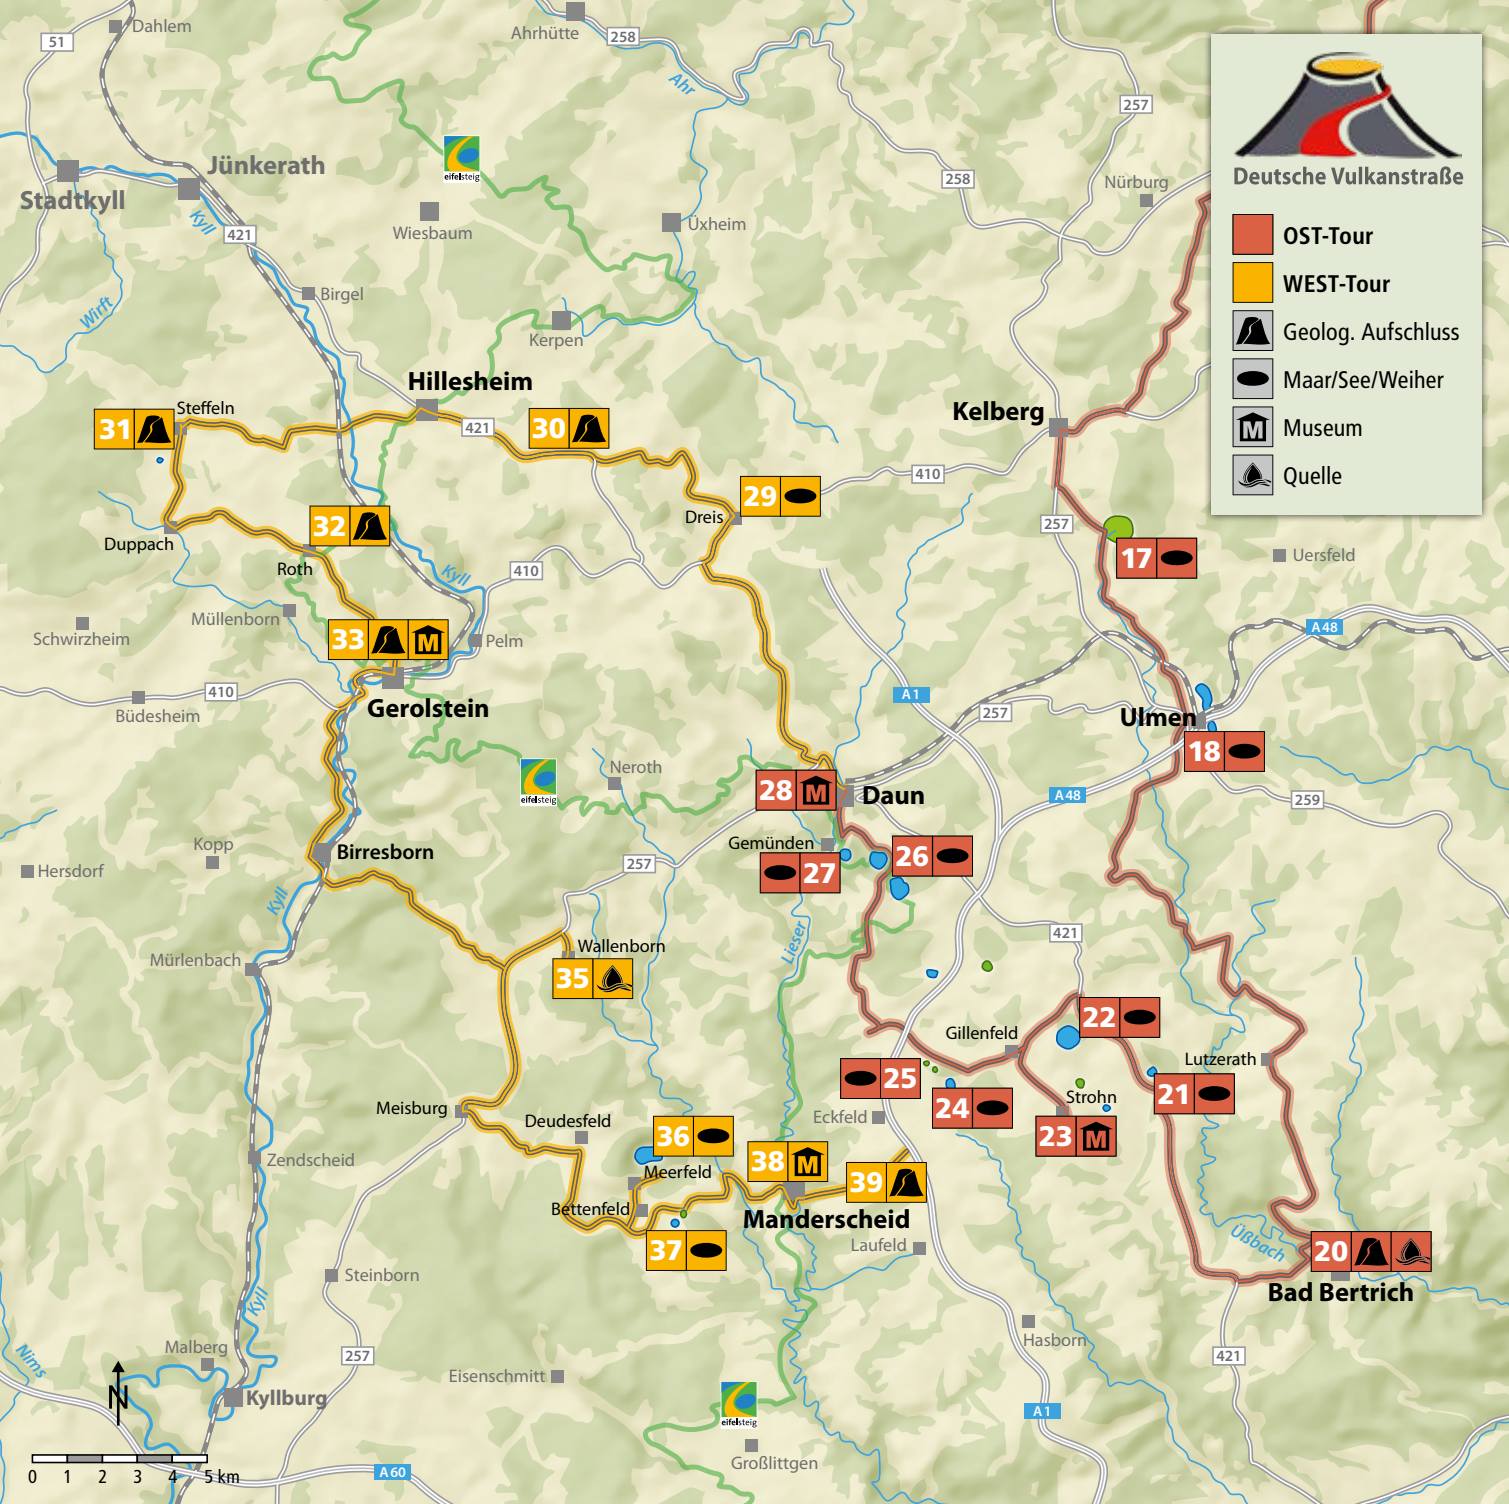 Dahlem
51
Ahrhütte
258
Ahr
257
Deutsche Vulkanstraße
OST-Tour
WEST-Tour
Geolog. Aufschluss
Maar/See/Weiher
M
Museum
Quelle
Jünkerath
Stadtkyll
Kyll
421
eifelsteig
258
Nürburg
Wiesbaum
Üxheim
Wirft
Birgel
Kerpen
Hillesheim
Steffeln
31
421
30
Kelberg
410
29
Dreis
257
17
Uersfeld
32
Duppach
Roth
Kyll
410
Müllenborn
Schwirzheim
33
M
Pelm
A48
410
Büdesheim
Gerolstein
A1
257
Ulmen
18
eifelsteig
Neroth
28
M
Daun
A48
259
Kopp
Hersdorf
Birresborn
257
Gemünden
27
26
Kyll
Lieser
421
Mürlenbach
Wallenborn
35
22
Gillenfeld
Lutzerath
25
24
21
Eckfeld
Strohn
23
M
Meisburg
Deudesfeld
36
Meerfeld
38
M
39
Zendscheid
Bettenfeld
Manderscheid
37
Laufeld
Üßbach
20
Bad Bertrich
Steinborn
Kyll
Hasborn
Nims
Malberg
257
421
Eisenschmitt
N
Kyllburg
eifelsteig
A1
Großlittgen
0 1 2 3 4 5 km
A60